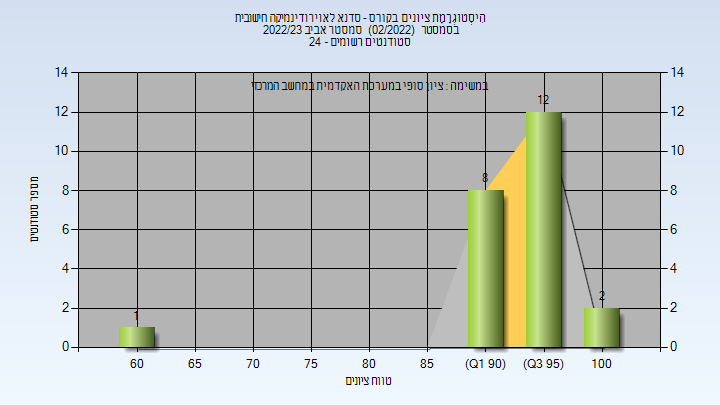 היסטוגרמת ציונים בקורס - סדנא לאוירודינמיקה חישובית
בסמסטר (02/2022) סמסטר אביב 2022/23
סטודנטים רשומים - 24
במשימה : ציון סופי במערכת האקדמית במחשב המרכזי
14 14
12 12
10 10
8 8
6 6
4 4
2 2
0 0
1
8
12
2
מספר סטודנטים
60 65 70 75 80 85 (Q1 90) (Q3 95) 100
טווח ציונים